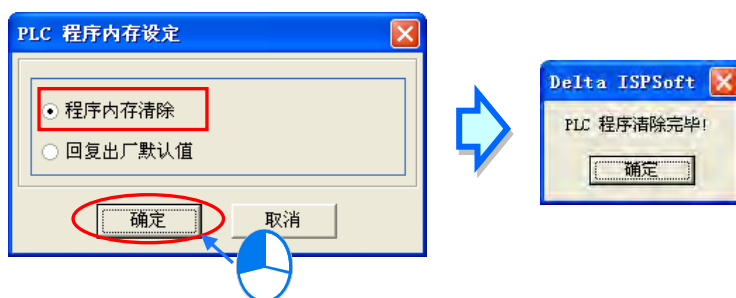 PLC 程序内存设定
程序内存清除
回复出厂默认值
确定
取消
Delta ISPSoft
PLC 程序清除完毕!
确定